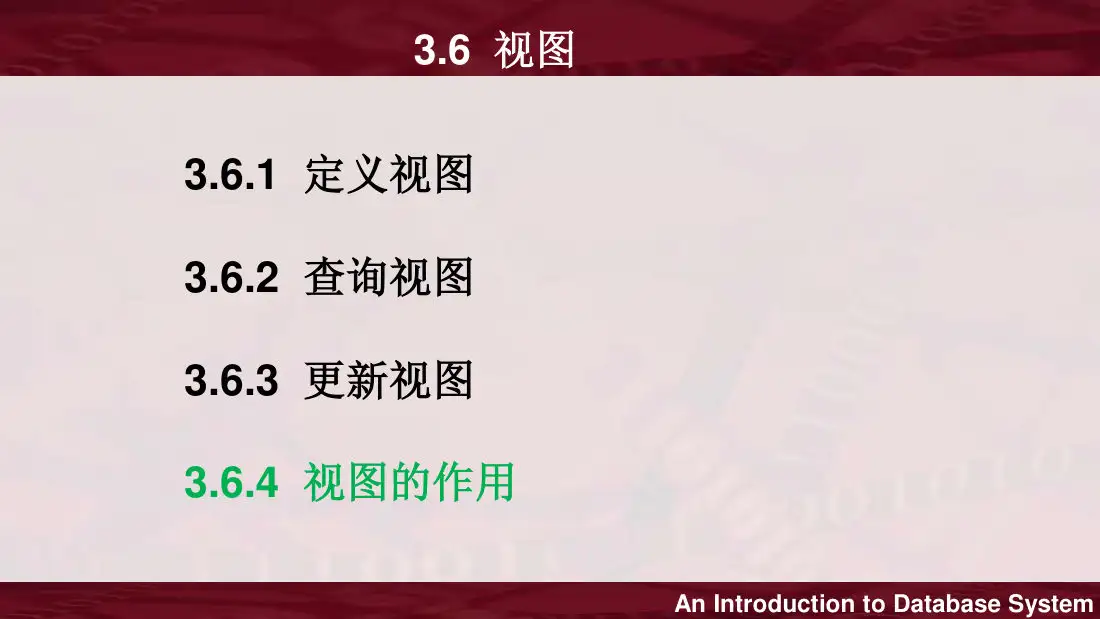 3.6 视图
3.6.1 定义视图
3.6.2 查询视图
3.6.3 更新视图
3.6.4 视图的作用
An Introduction to Database System